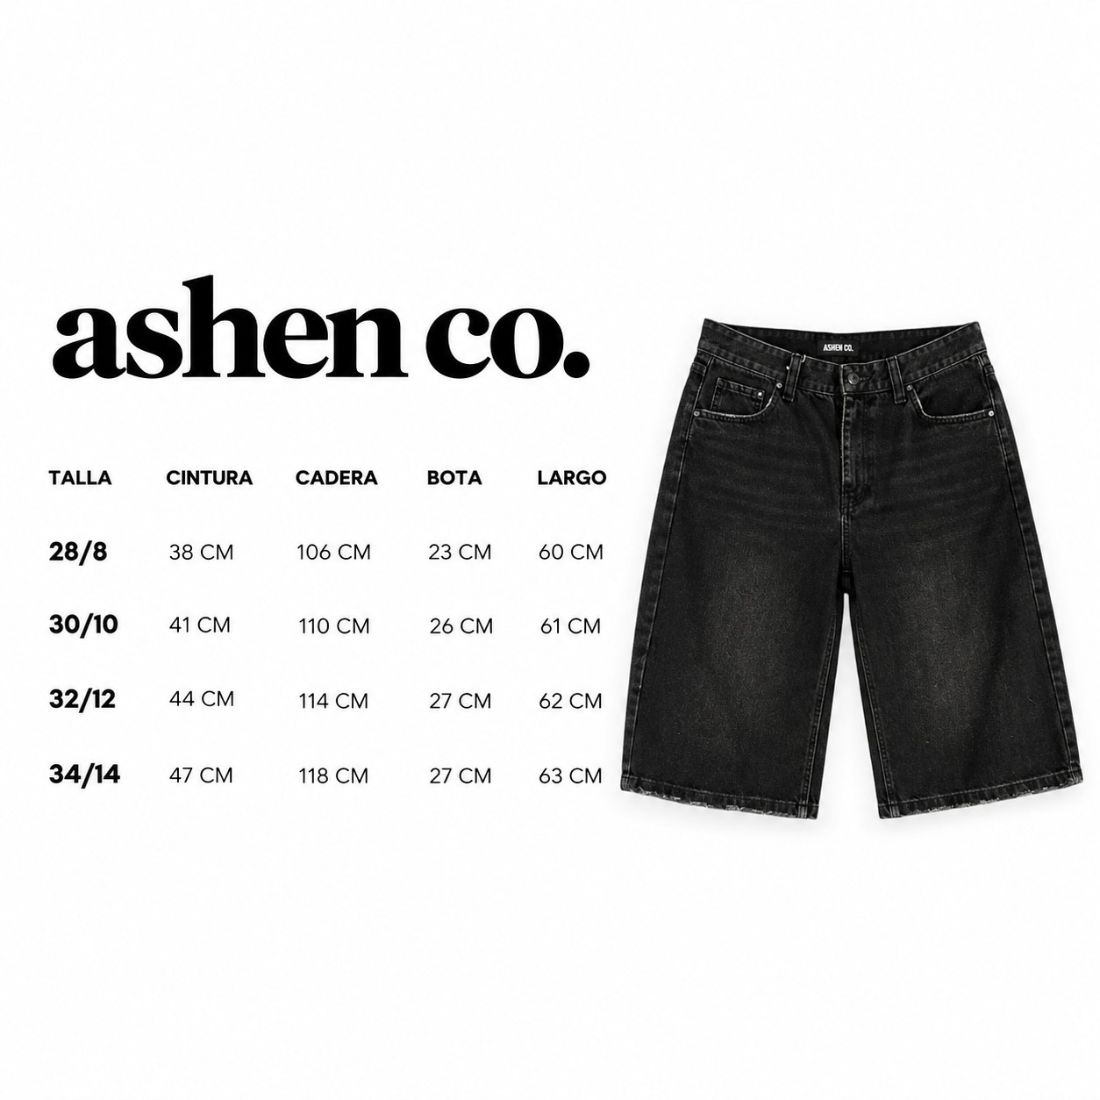 ashen co.
TALLA CINTURA CADERA BOTA LARGO
28/8 38 CM 106 CM 23 CM 60 CM
30/10 41 CM 110 CM 26 CM 61 CM
32/12 44 CM 114 CM 27 CM 62 CM
34/14 47 CM 118 CM 27 CM 63 CM
ASHEN CO.